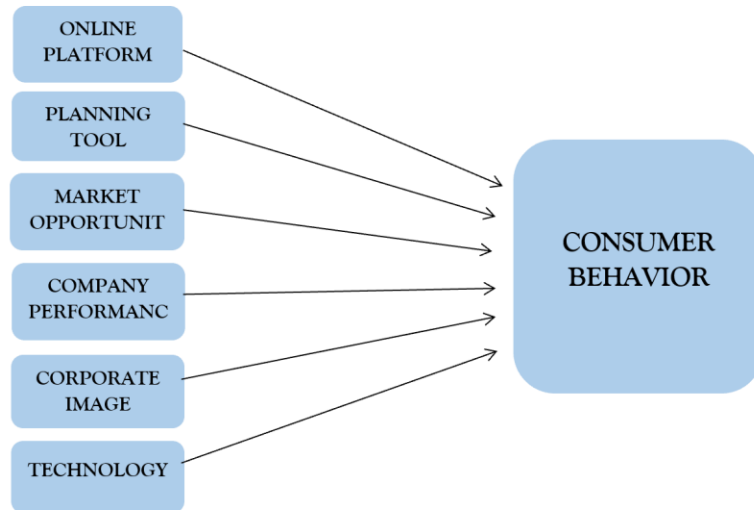 ONLINE
PLATFORM
PLANNING
TOOL
MARKET
OPPORTUNIT
COMPANY
PERFORMANC
CORPORATE
IMAGE
TECHNOLOGY
CONSUMER
BEHAVIOR